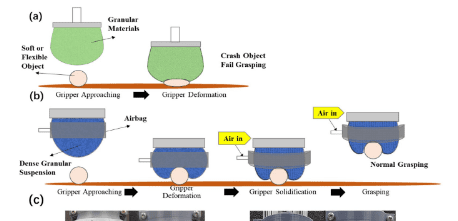 (a)
Granular
Materials
Soft or
Flexible
Object
Crash Object
Fail Grasping
Gripper Approaching
Gripper Deformation
(b)
Airbag
Air in
Air in
Dense Granular
Suspension
Normal Grasping
Gripper Approaching
Gripper
Deformation
Gripper Solidification
Grasping
(c)